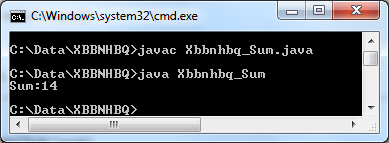 C:\Windows\system32\cmd.exe
C:\Data\XBBNHBQ>javac Xbbnhbq_Sum.java
C:\Data\XBBNHBQ>java Xbbnhbq_Sum
Sum:14
C:\Data\XBBNHBQ>